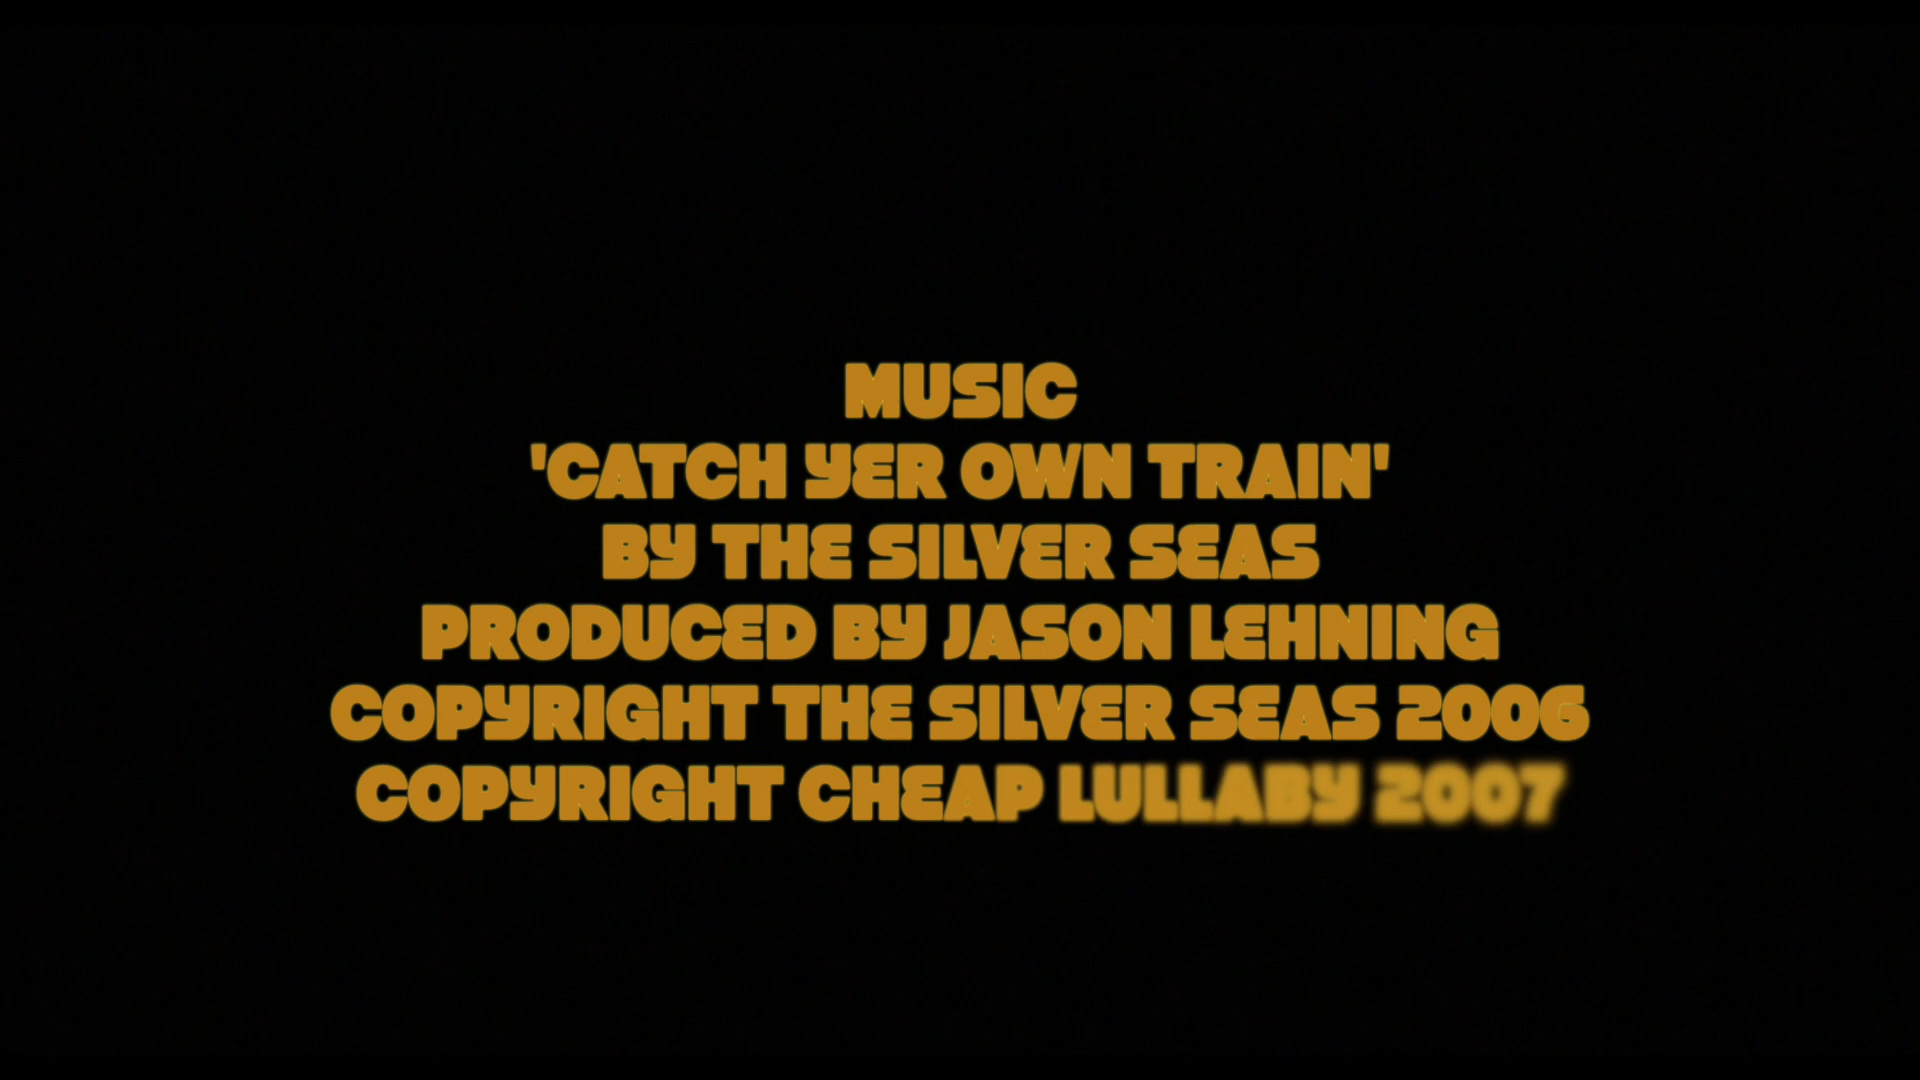 MUSIC
'CATCH YER OWN TRAIN'
BY THE SILVER SEAS
PRODUCED BY JASON LEHNING
COPYRIGHT THE SILVER SEAS 2006
COPYRIGHT CHEAP LULLABY 2007